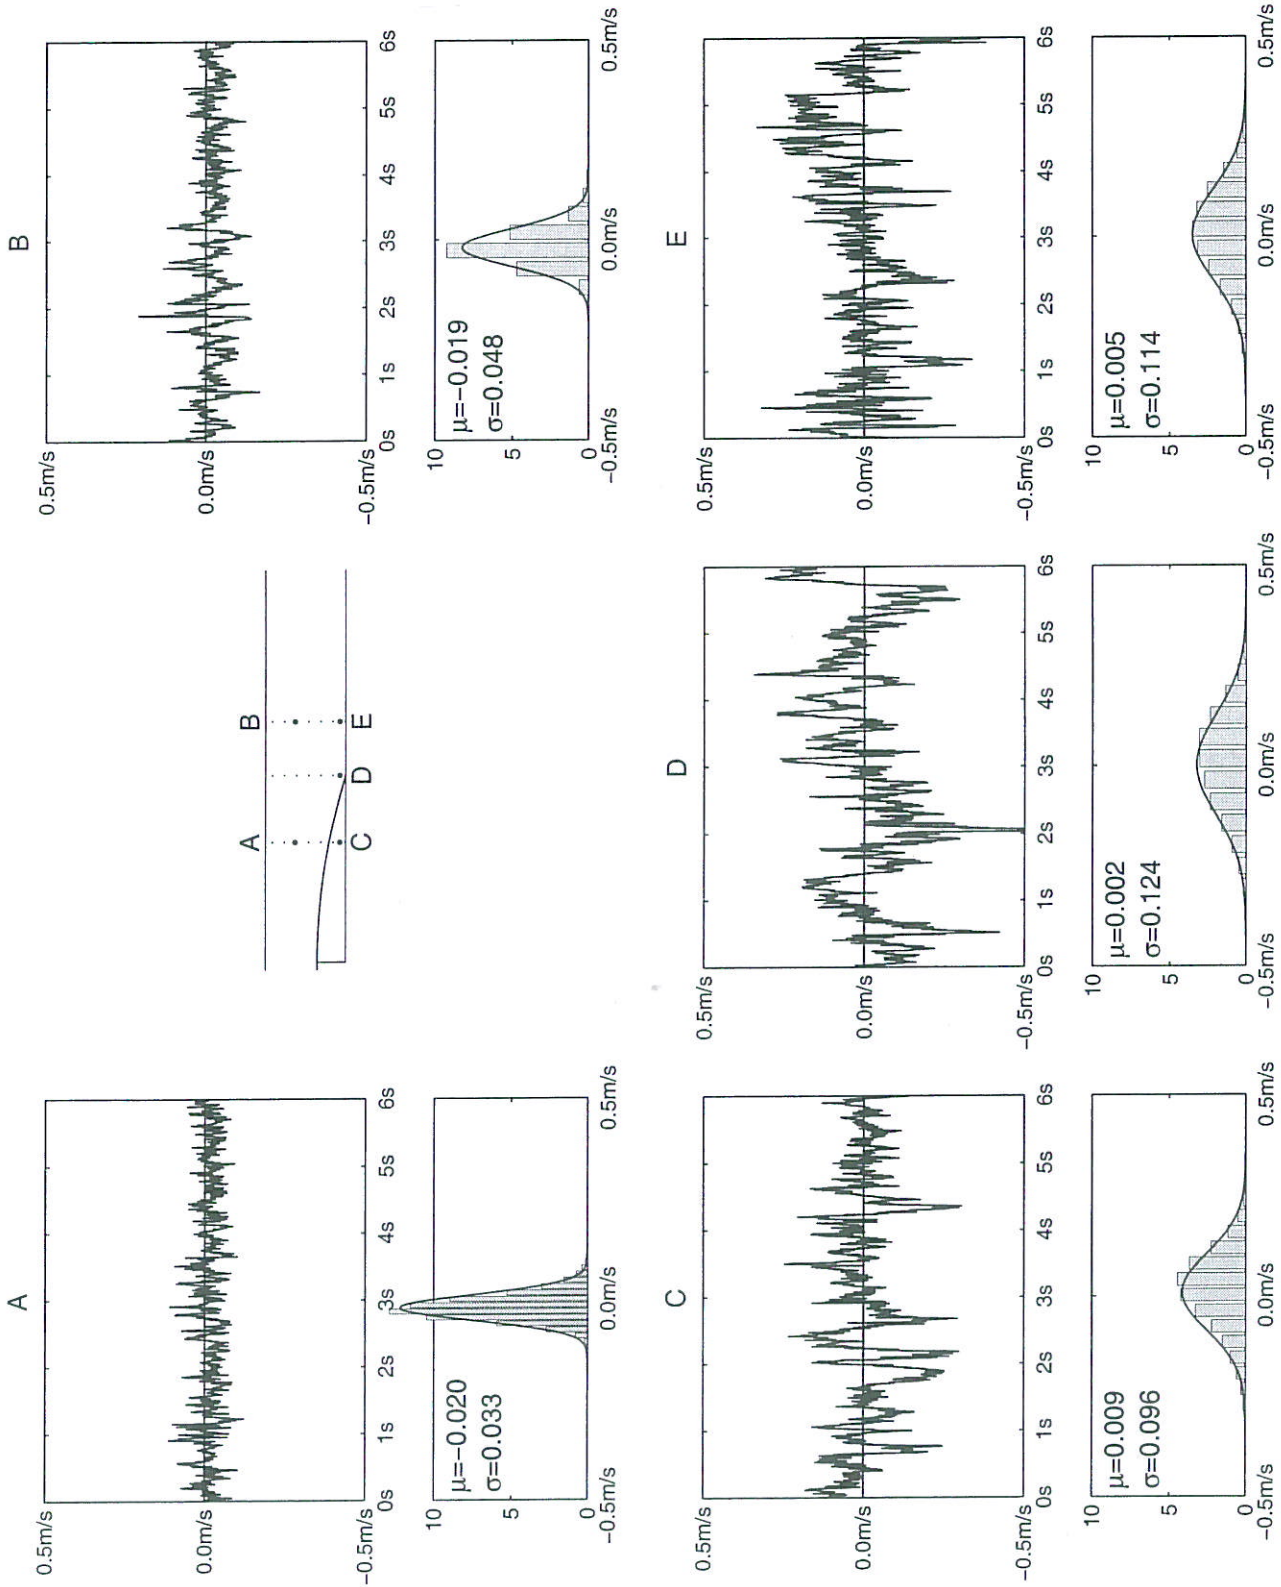 A
0.5m/s
0.0m/s
−0.5m/s
0s 1s 2s 3s 4s 5s 6s
10
5
0
μ=−0.020
σ=0.033
−0.5m/s 0.0m/s 0.5m/s
A B
C D E
B
0.5m/s
0.0m/s
−0.5m/s
0s 1s 2s 3s 4s 5s 6s
10
5
0
μ=−0.019
σ=0.048
−0.5m/s 0.0m/s 0.5m/s
C
0.5m/s
0.0m/s
−0.5m/s
0s 1s 2s 3s 4s 5s 6s
10
5
0
μ=0.009
σ=0.096
−0.5m/s 0.0m/s 0.5m/s
D
0.5m/s
0.0m/s
−0.5m/s
0s 1s 2s 3s 4s 5s 6s
10
5
0
μ=0.002
σ=0.124
−0.5m/s 0.0m/s 0.5m/s
E
0.5m/s
0.0m/s
−0.5m/s
0s 1s 2s 3s 4s 5s 6s
10
5
0
μ=0.005
σ=0.114
−0.5m/s 0.0m/s 0.5m/s